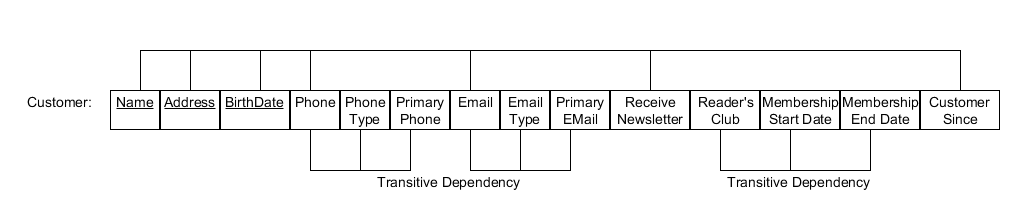 Customer:
Name Address BirthDate Phone Phone Primary Email Email Primary Receive Reader's Membership Membership Customer
Type Phone Type EMail Newsletter Club Start Date End Date Since
Transitive Dependency Transitive Dependency